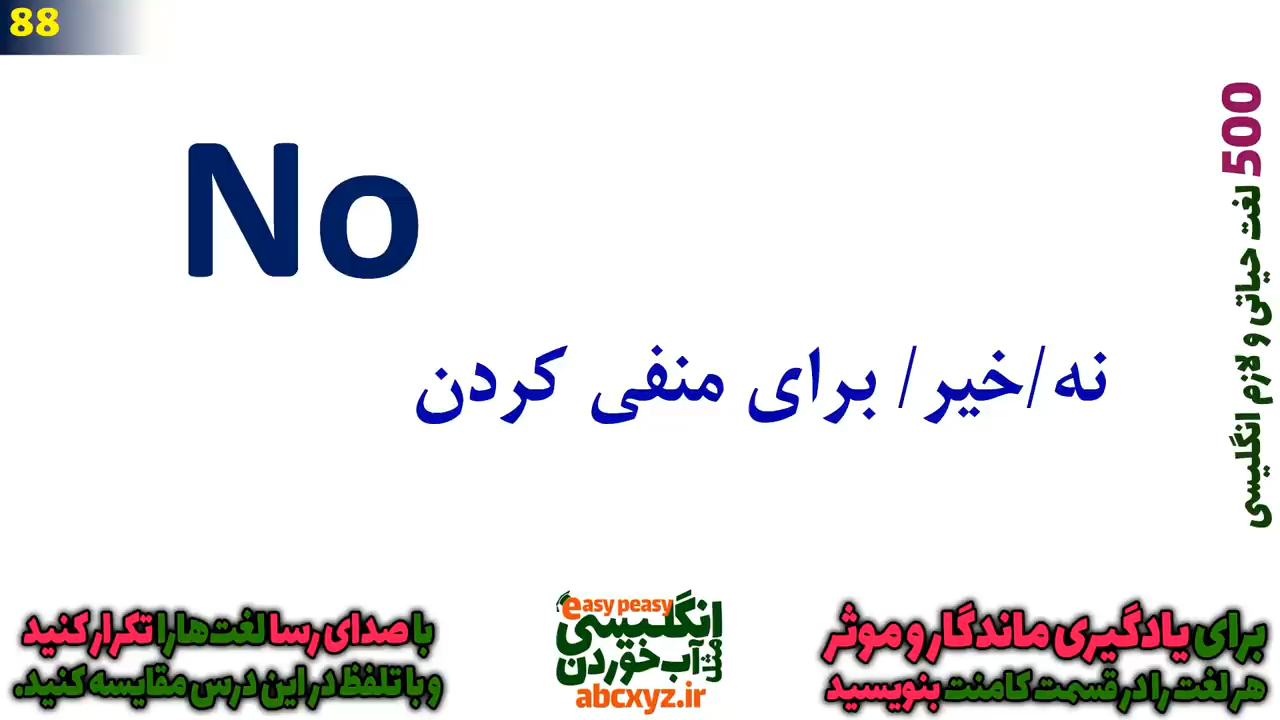 88
No
نه/خیر/ برای منفی کردن
500 لغت حیاتی و لازم انگلیسی
برای یادگیری ماندگار و موثر
هر لغت را در قسمت کامنت بنویسید
easy peasy
انگلیسی
مثل آب خوردن
abcxyz.ir
با صدای رسا لغت‌ها را تکرار کنید
و با تلفظ در این درس مقایسه کنید.